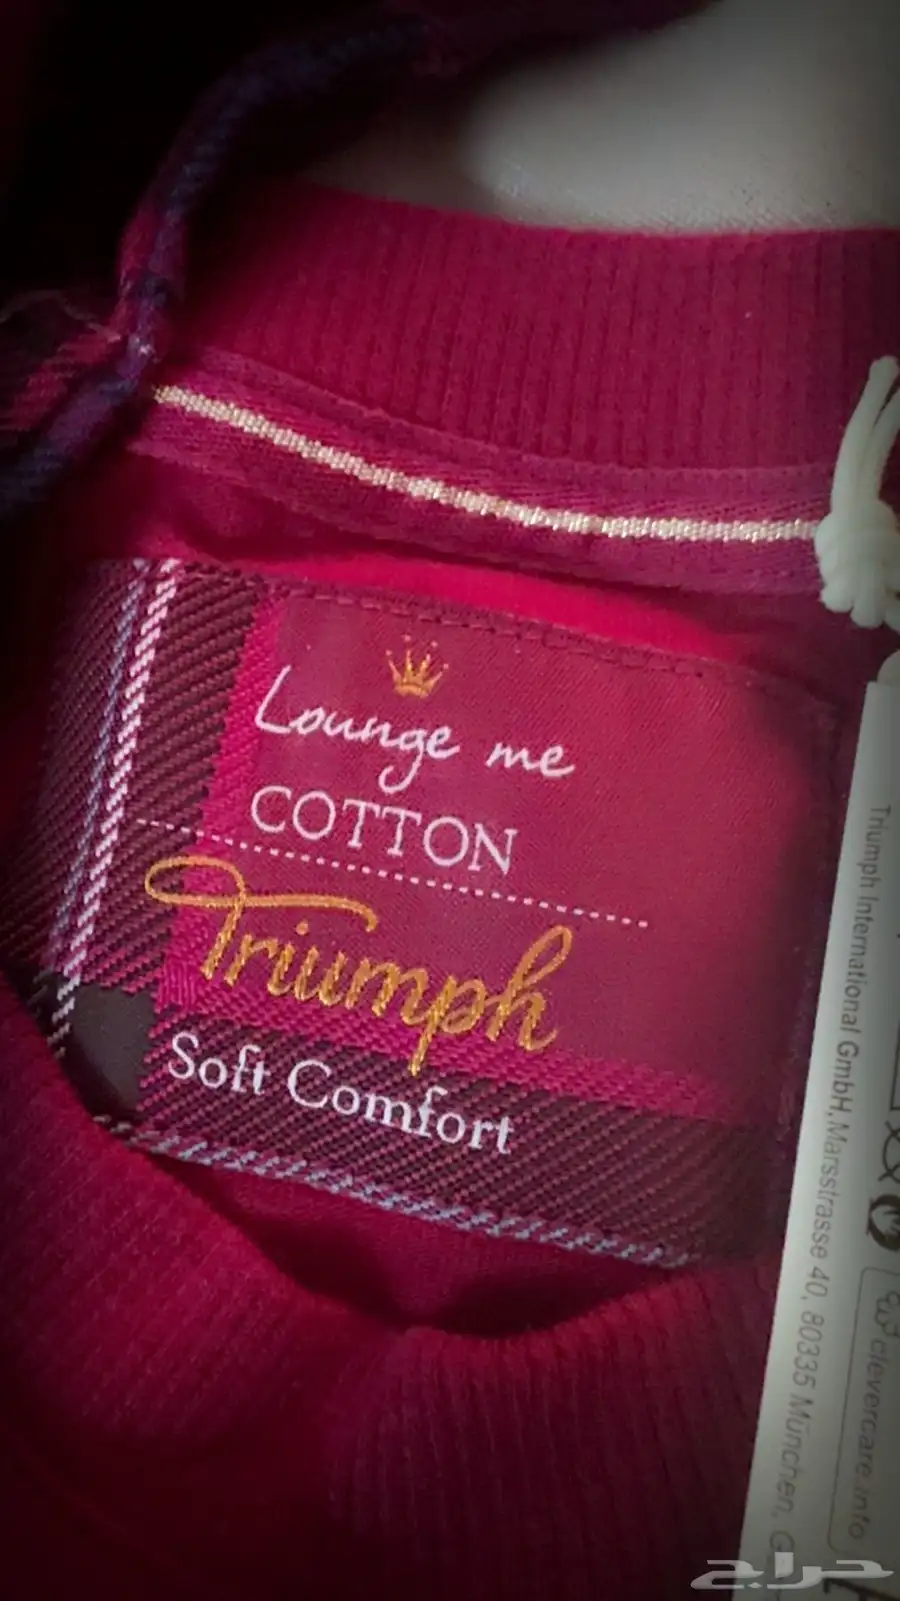 Lounge me
COTTON
Triumph
Soft Comfort
Triumph International GmbH, Marsstrasse 40, 80335 München,
clevercare.info
حراج